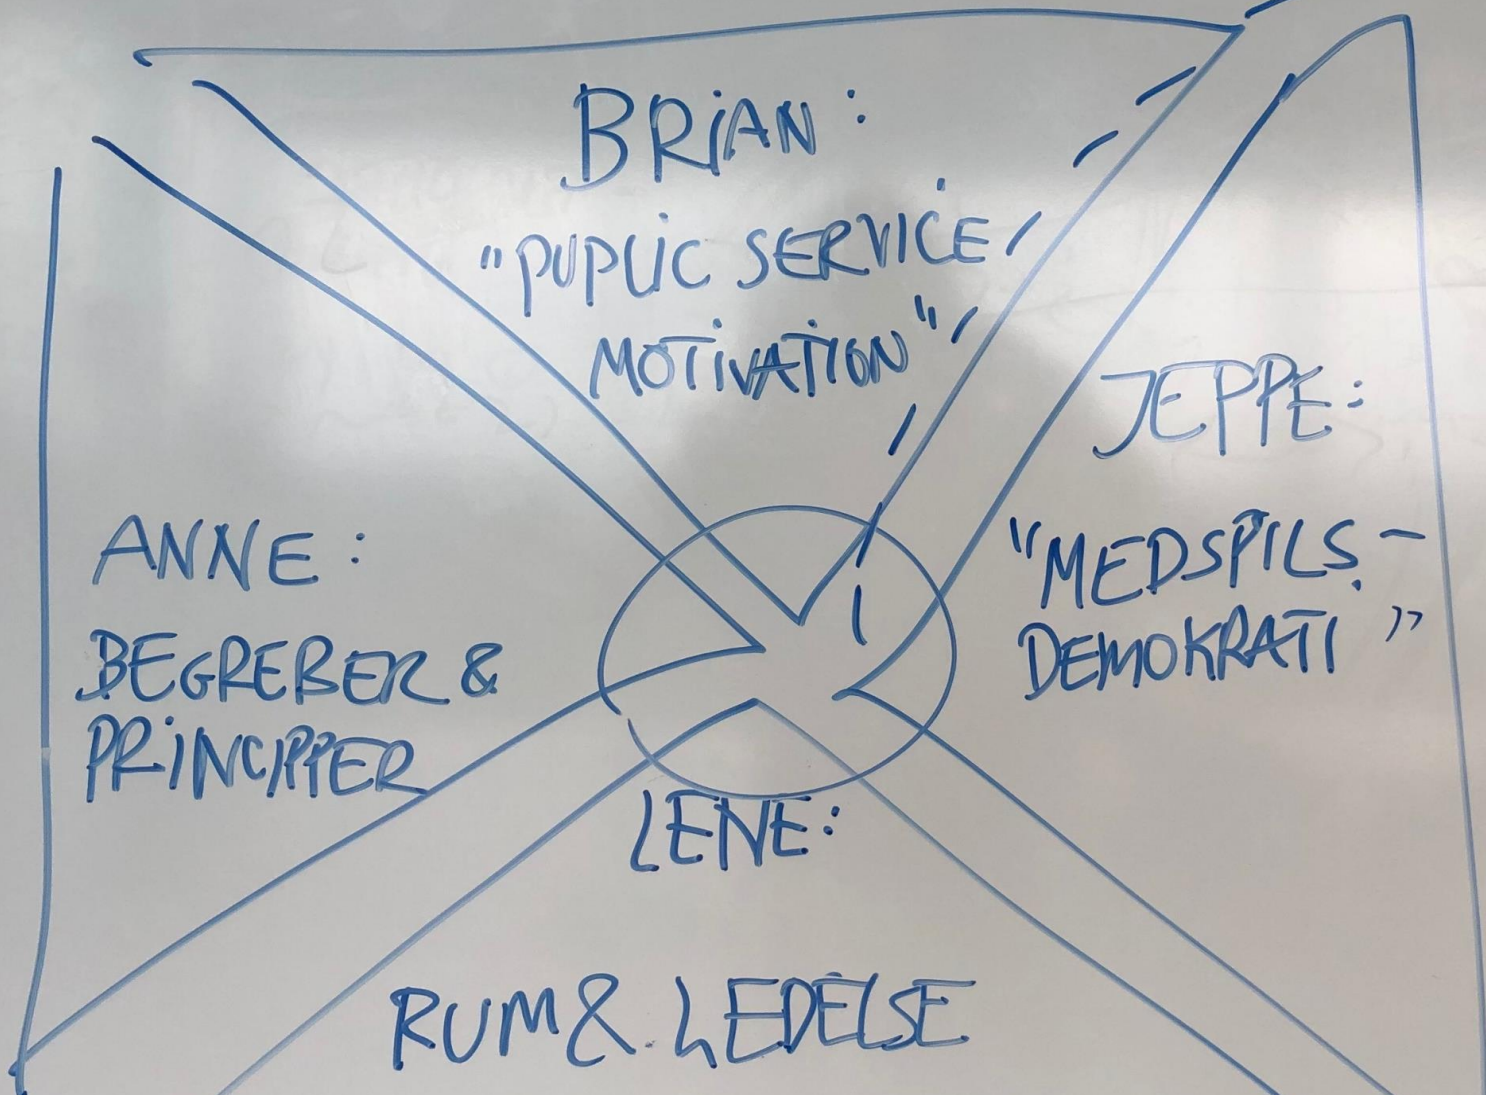 BRIAN:
"PUPLIC SERVICE
MOTIVATION"
JEPPE:
"MEDSPILS-
DEMOKRATI"
ANNE:
BEGREBER &
PRINCIPPER
LENE:
RUM & LEDELSE